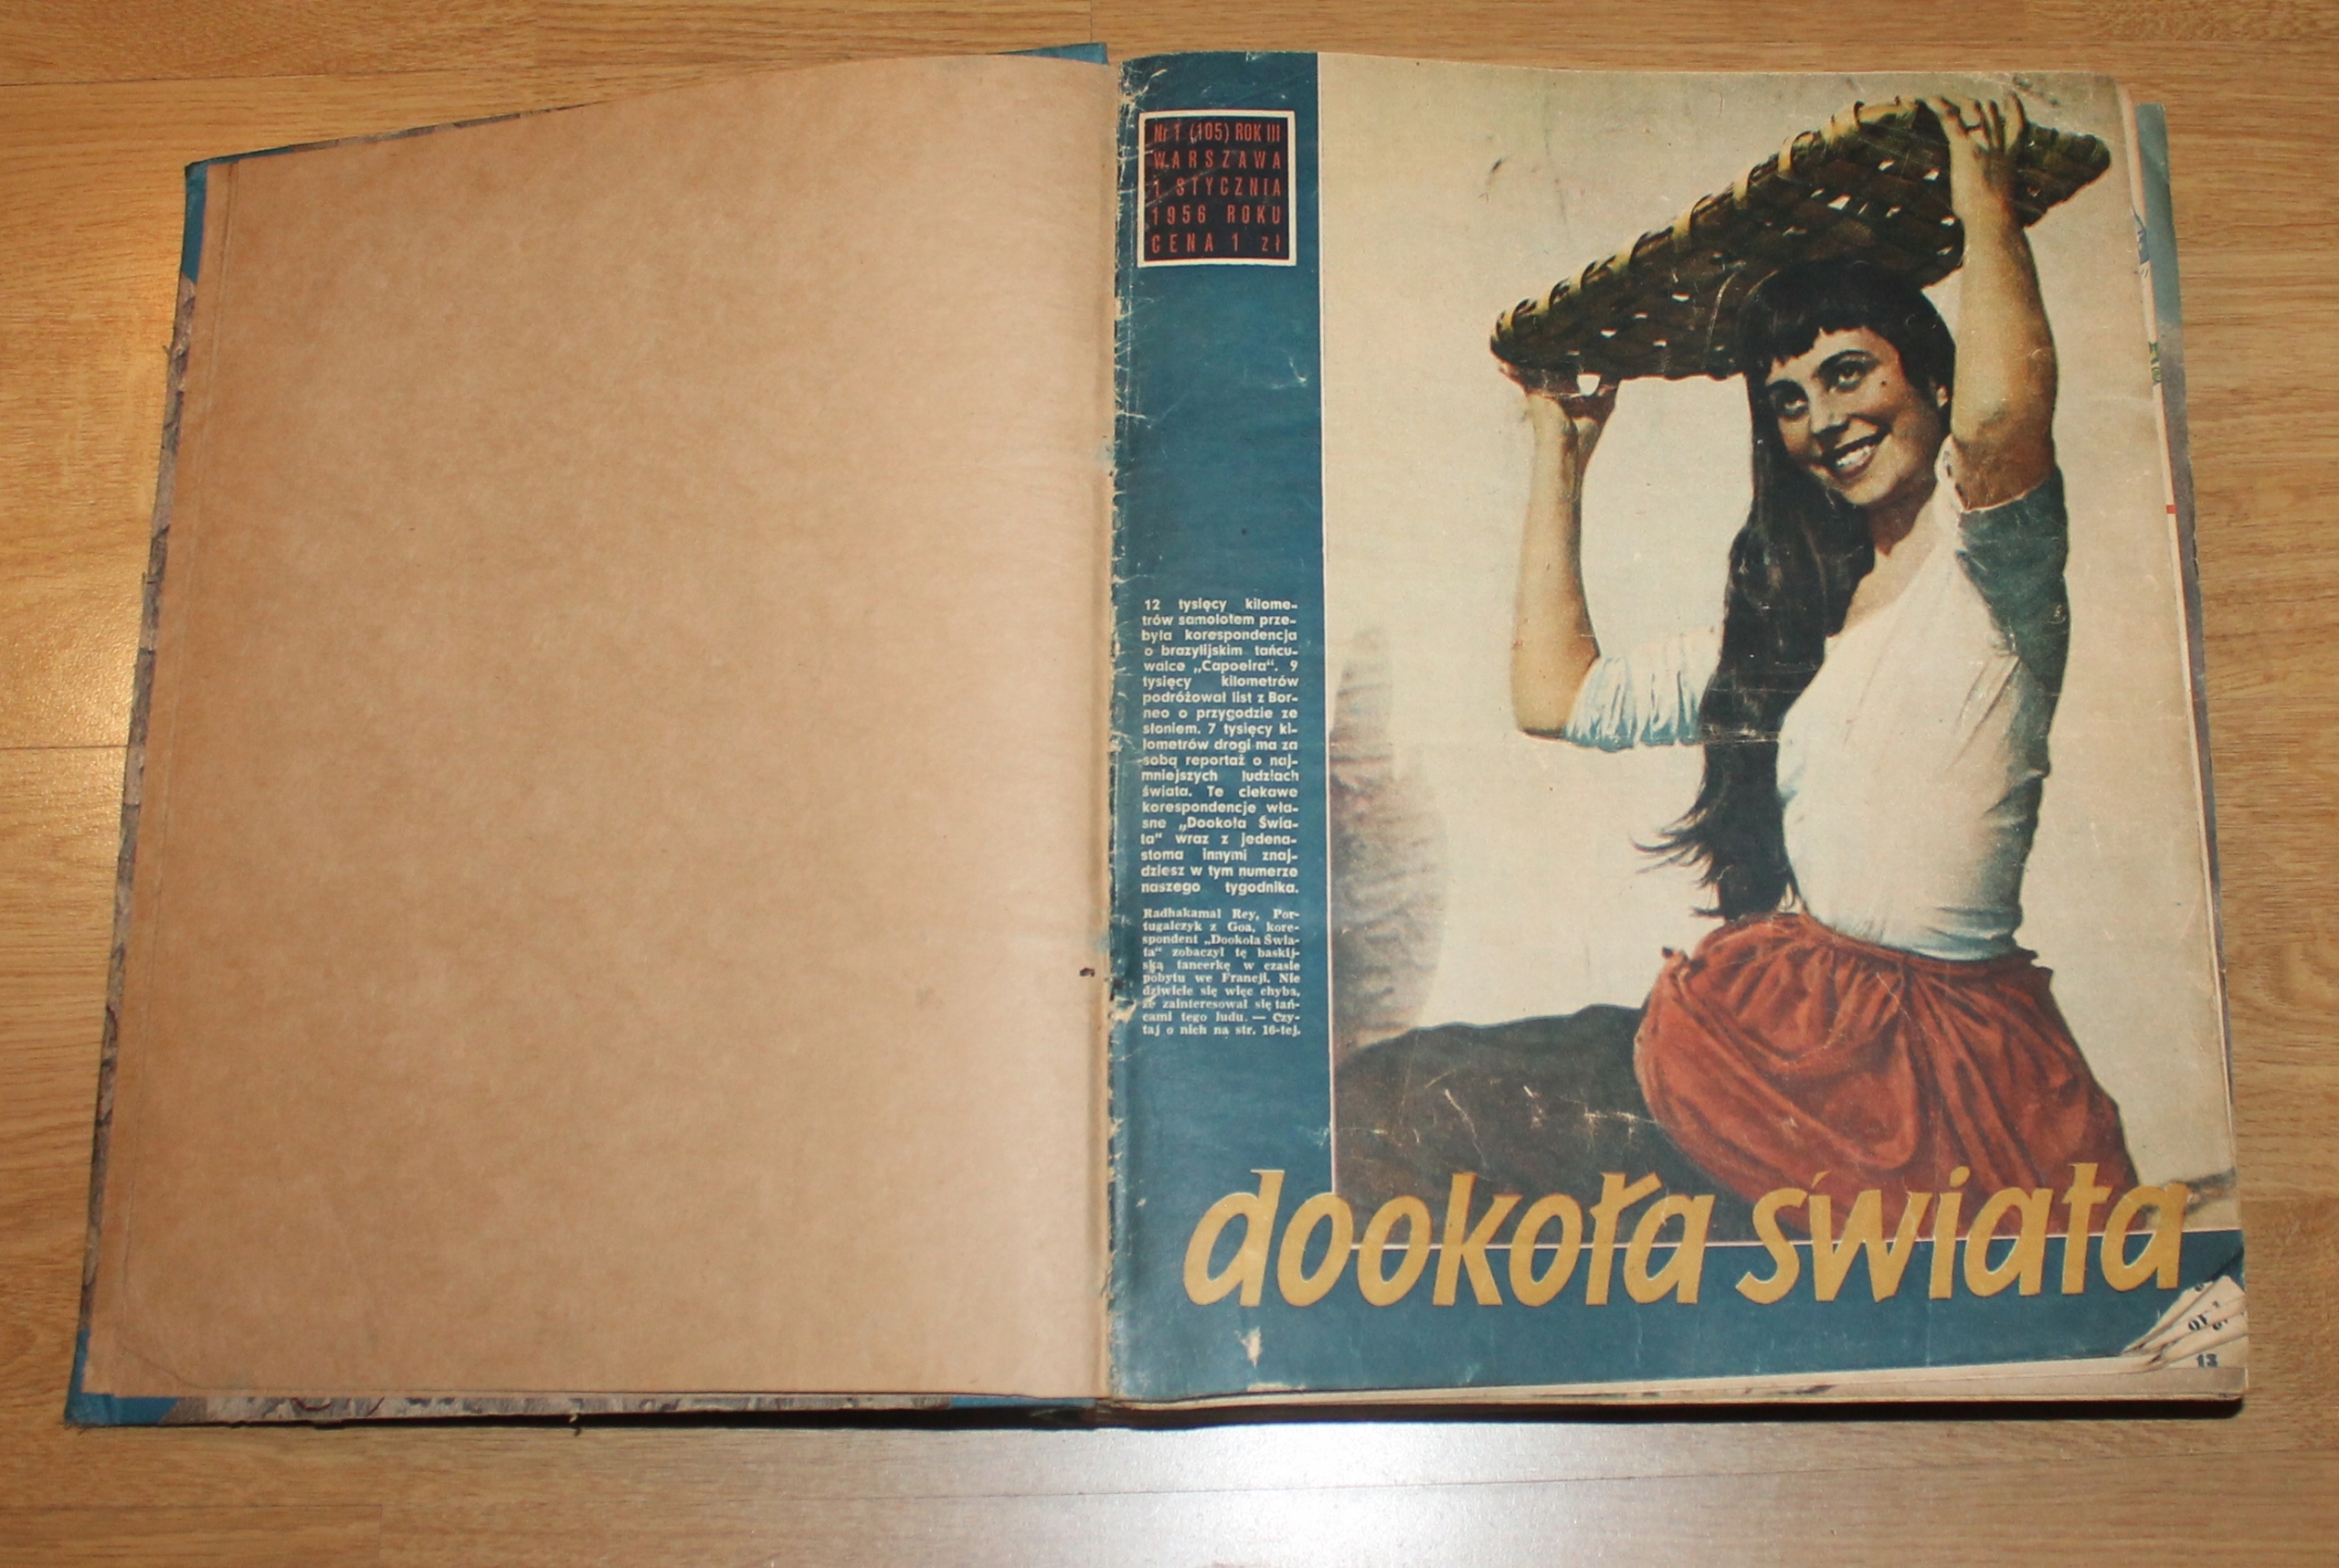 Nr 1 (105) ROK III
WARSZAWA
1 STYCZNIA
1956 ROKU
CENA 1 zł
12 tysięcy kilome-
trów samolotem prze-
była korespondencja
o brazylijskim tańcu-
walce „Capoeira“. 9
tysięcy kilometrów
podróżował list z Bor-
neo o przygodzie ze
słoniem. 7 tysięcy ki-
lometrów drogi ma za
sobą reportaż o naj-
mniejszych ludziach
świata. Te ciekawe
korespondencje wła-
sne „Dookoła Świa-
ta“ wraz z jedena-
stoma innymi znaj-
dziesz w tym numerze
naszego tygodnika.
Radhakamal Rey, Por-
tugalczyk z Goa, kore-
spondent „Dookoła Świa-
ta“ zobaczył tę baskij-
ską tancerkę w czasie
pobytu we Francji. Nie
dziwicie się więc chyba,
że zainteresował się tań-
cami tego ludu. — Czy-
taj o nich na str. 16-tej.
dookoła świata
13